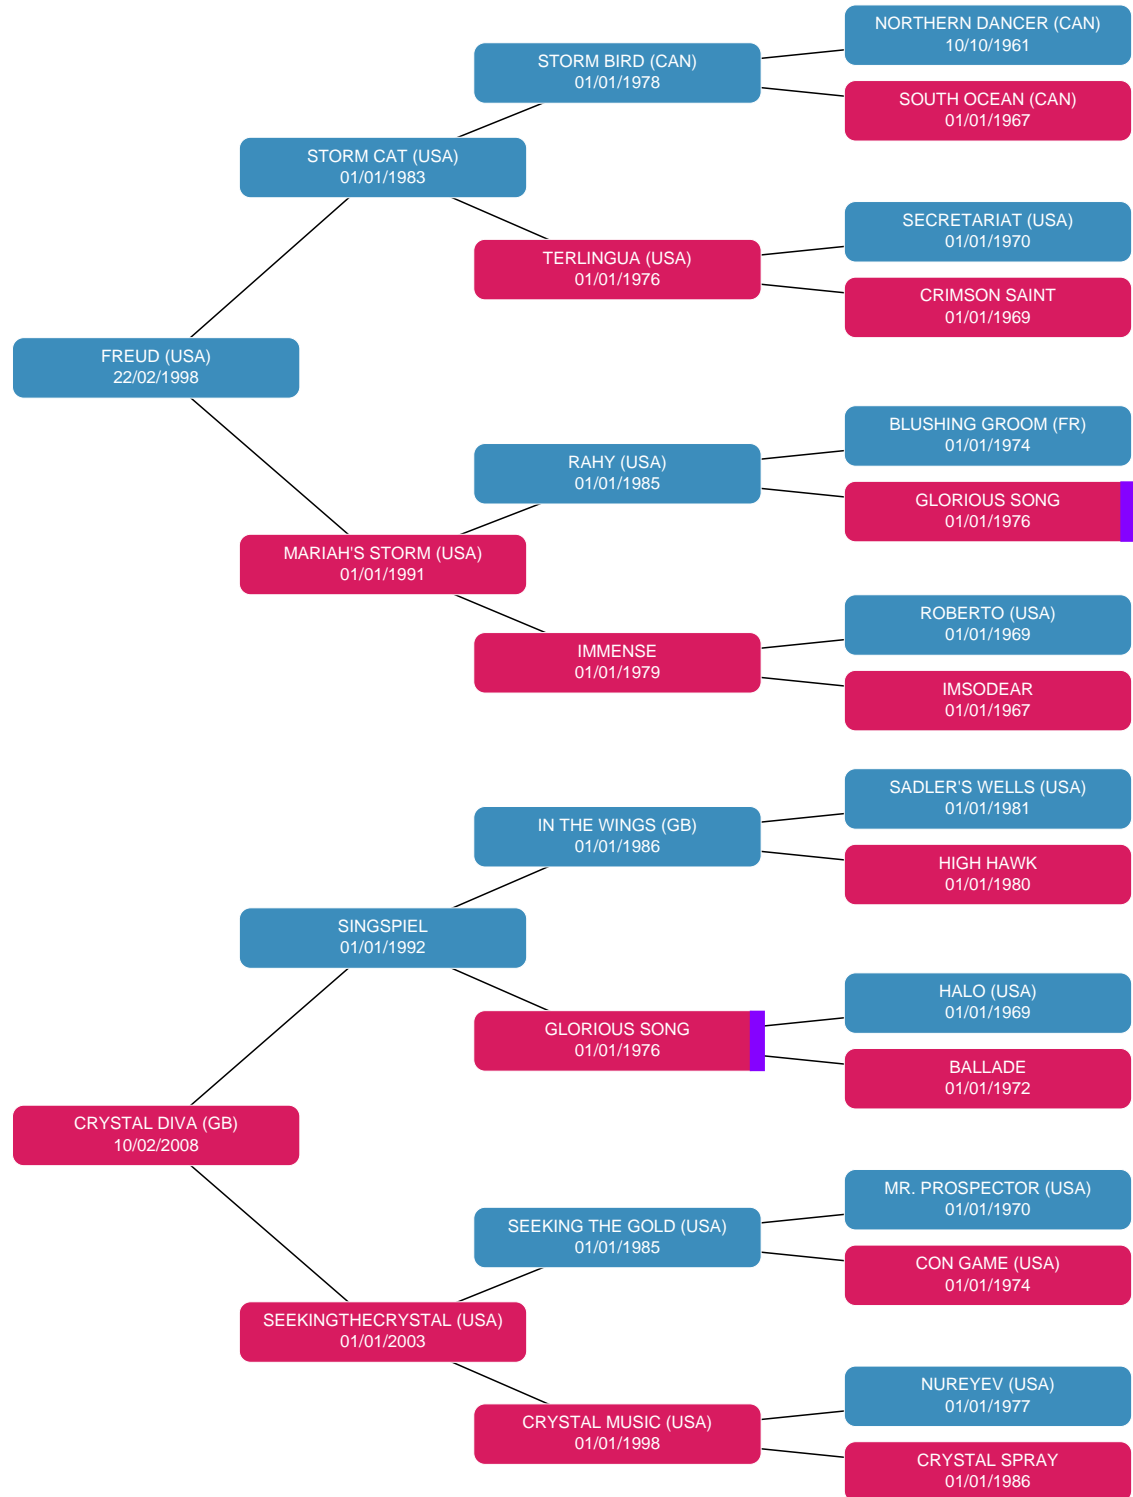 NORTHERN DANCER (CAN)
10/10/1961
STORM BIRD (CAN)
01/01/1978
SOUTH OCEAN (CAN)
01/01/1967
STORM CAT (USA)
01/01/1983
SECRETARIAT (USA)
01/01/1970
TERLINGUA (USA)
01/01/1976
CRIMSON SAINT
01/01/1969
FREUD (USA)
22/02/1998
BLUSHING GROOM (FR)
01/01/1974
RAHY (USA)
01/01/1985
GLORIOUS SONG
01/01/1976
MARIAH'S STORM (USA)
01/01/1991
ROBERTO (USA)
01/01/1969
IMMENSE
01/01/1979
IMSODEAR
01/01/1967
SADLER'S WELLS (USA)
01/01/1981
IN THE WINGS (GB)
01/01/1986
HIGH HAWK
01/01/1980
SINGSPIEL
01/01/1992
HALO (USA)
01/01/1969
GLORIOUS SONG
01/01/1976
BALLADE
01/01/1972
CRYSTAL DIVA (GB)
10/02/2008
MR. PROSPECTOR (USA)
01/01/1970
SEEKING THE GOLD (USA)
01/01/1985
CON GAME (USA)
01/01/1974
SEEKINGTHECRYSTAL (USA)
01/01/2003
NUREYEV (USA)
01/01/1977
CRYSTAL MUSIC (USA)
01/01/1998
CRYSTAL SPRAY
01/01/1986